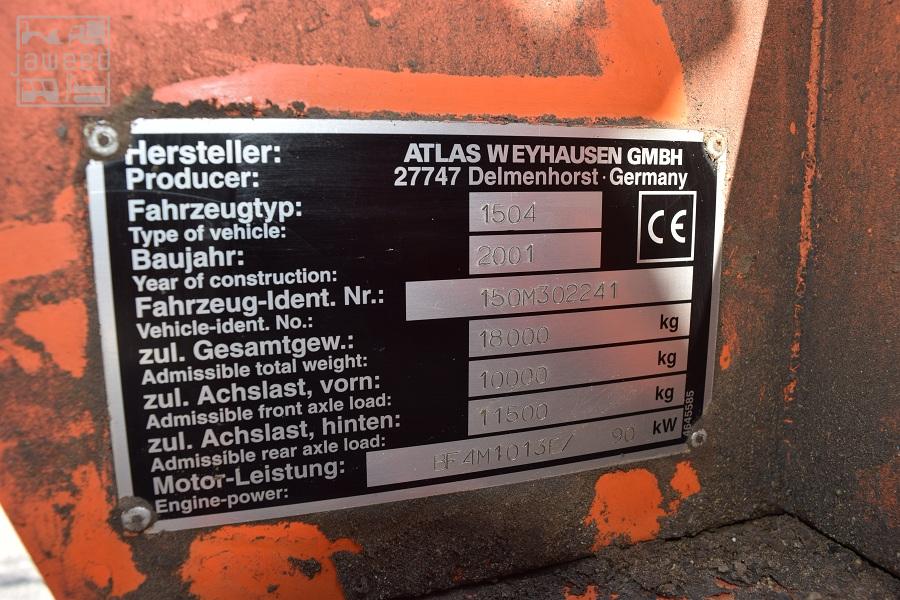 jaweed
Hersteller: ATLAS WEYHAUSEN GMBH
Producer: 27747 Delmenhorst · Germany
Fahrzeugtyp: 1504
Type of vehicle:
CE
Baujahr: 2001
Year of construction:
Fahrzeug-Ident. Nr.: 150M302241
Vehicle-ident. No.:
zul. Gesamtgew.: 18000 kg
Admissible total weight:
zul. Achslast, vorn: 10000 kg
Admissible front axle load:
zul. Achslast, hinten: 11500 kg
Admissible rear axle load:
Motor-Leistung: BF4M1013E/ 90 kW
Engine-power: